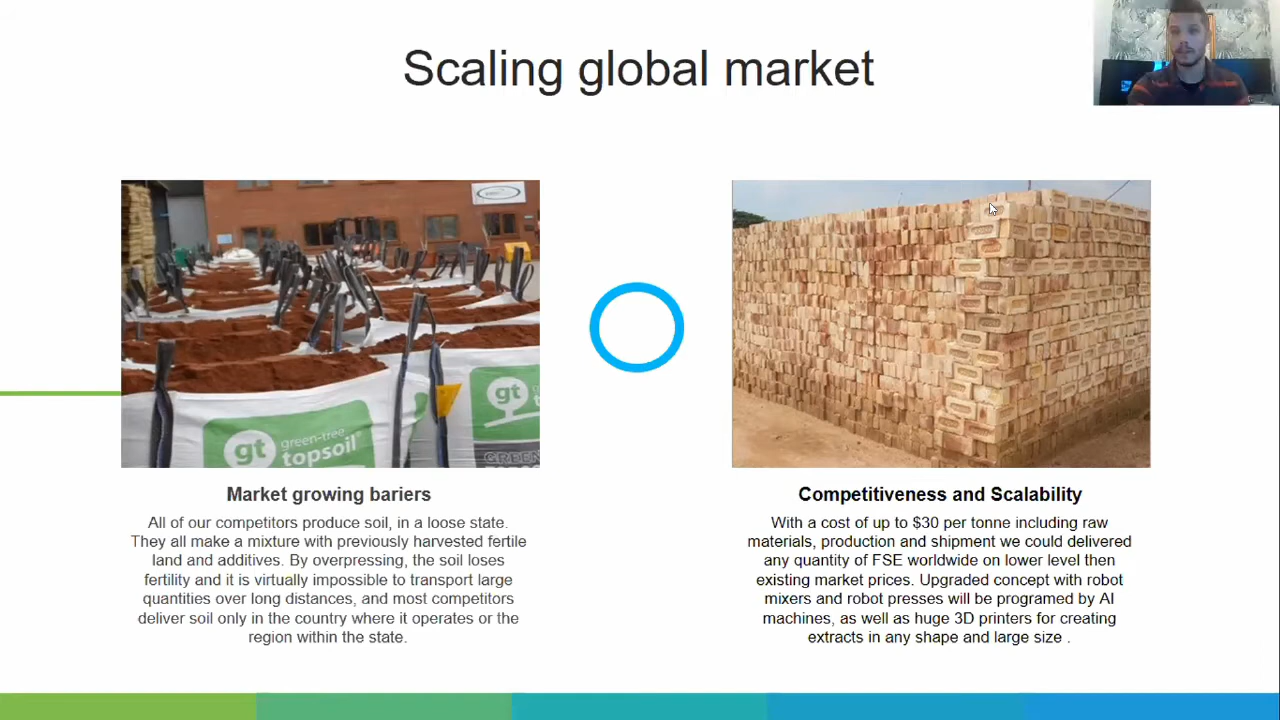 Scaling global market
gt
green-tree
topsoil
gt
GREEN
Market growing bariers
All of our competitors produce soil, in a loose state.
They all make a mixture with previously harvested fertile
land and additives. By overpressing, the soil loses
fertility and it is virtually impossible to transport large
quantities over long distances, and most competitors
deliver soil only in the country where it operates or the
region within the state.
Competitiveness and Scalability
With a cost of up to $30 per tonne including raw
materials, production and shipment we could delivered
any quantity of FSE worldwide on lower level then
existing market prices. Upgraded concept with robot
mixers and robot presses will be programed by AI
machines, as well as huge 3D printers for creating
extracts in any shape and large size .